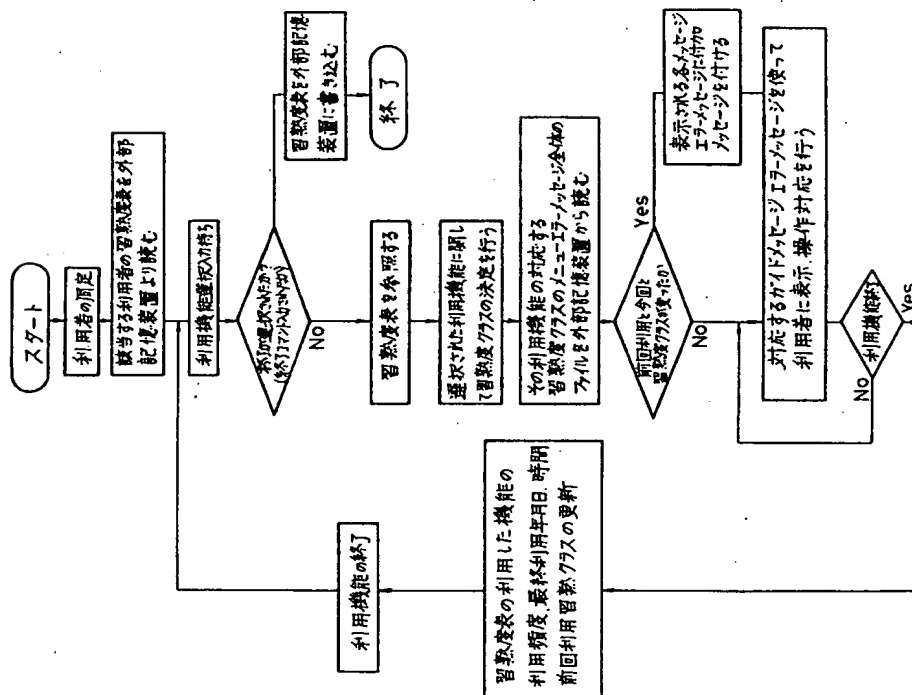 スタート
利用者の同定
該当する利用者の習熟度表を外部
記憶装置より読む
利用機能選択入力待ち
終了が選択されたか?
(終了コマンド入力されたか)
習熟度表を外部記憶
装置に書き込む
終了
No
習熟度表を参照する
選択された利用機能に関し
て習熟度クラスの決定を行う
その利用機能の対応する
習熟度クラスのメニューエラーメッセージ全体の
ファイルを外部記憶装置から読む
前回利用と今回と
習熟度クラスが変ったか
Yes
表示される各メッセージ
エラーメッセージに付加
メッセージを付ける
No
対応するガイドメッセージエラーメッセージを使って
利用者に表示、操作対応を行う
利用機能終了
No
Yes
習熟度表の利用した機能の
利用頻度、最終利用年月日、時間
前回利用習熟クラスの更新
利用機能の終了